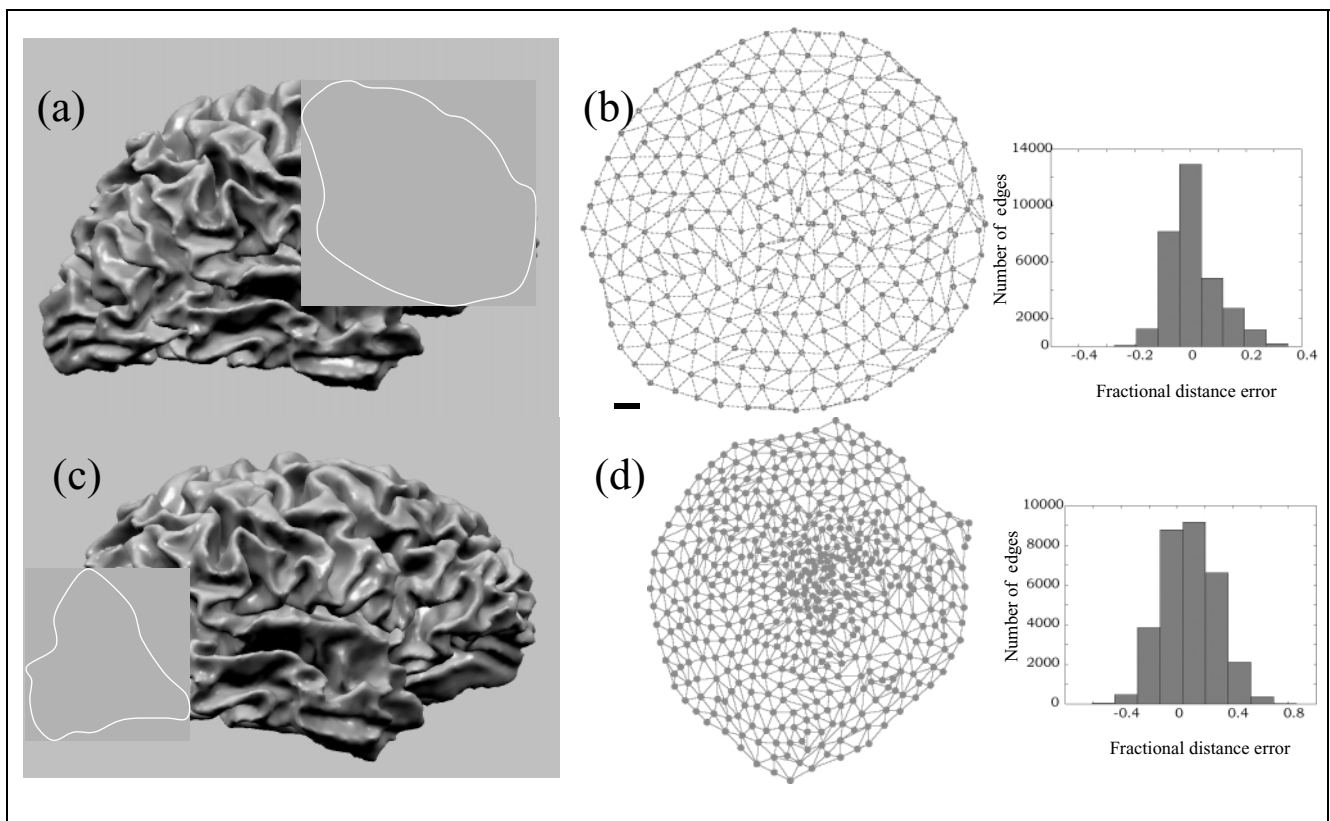 (a)
(b)
14000
10000
6000
2000
0
Number of edges
-0.4
-0.2
0
0.2
0.4
Fractional distance error
(c)
(d)
10000
8000
6000
4000
2000
0
Number of edges
-0.4
0
0.4
0.8
Fractional distance error